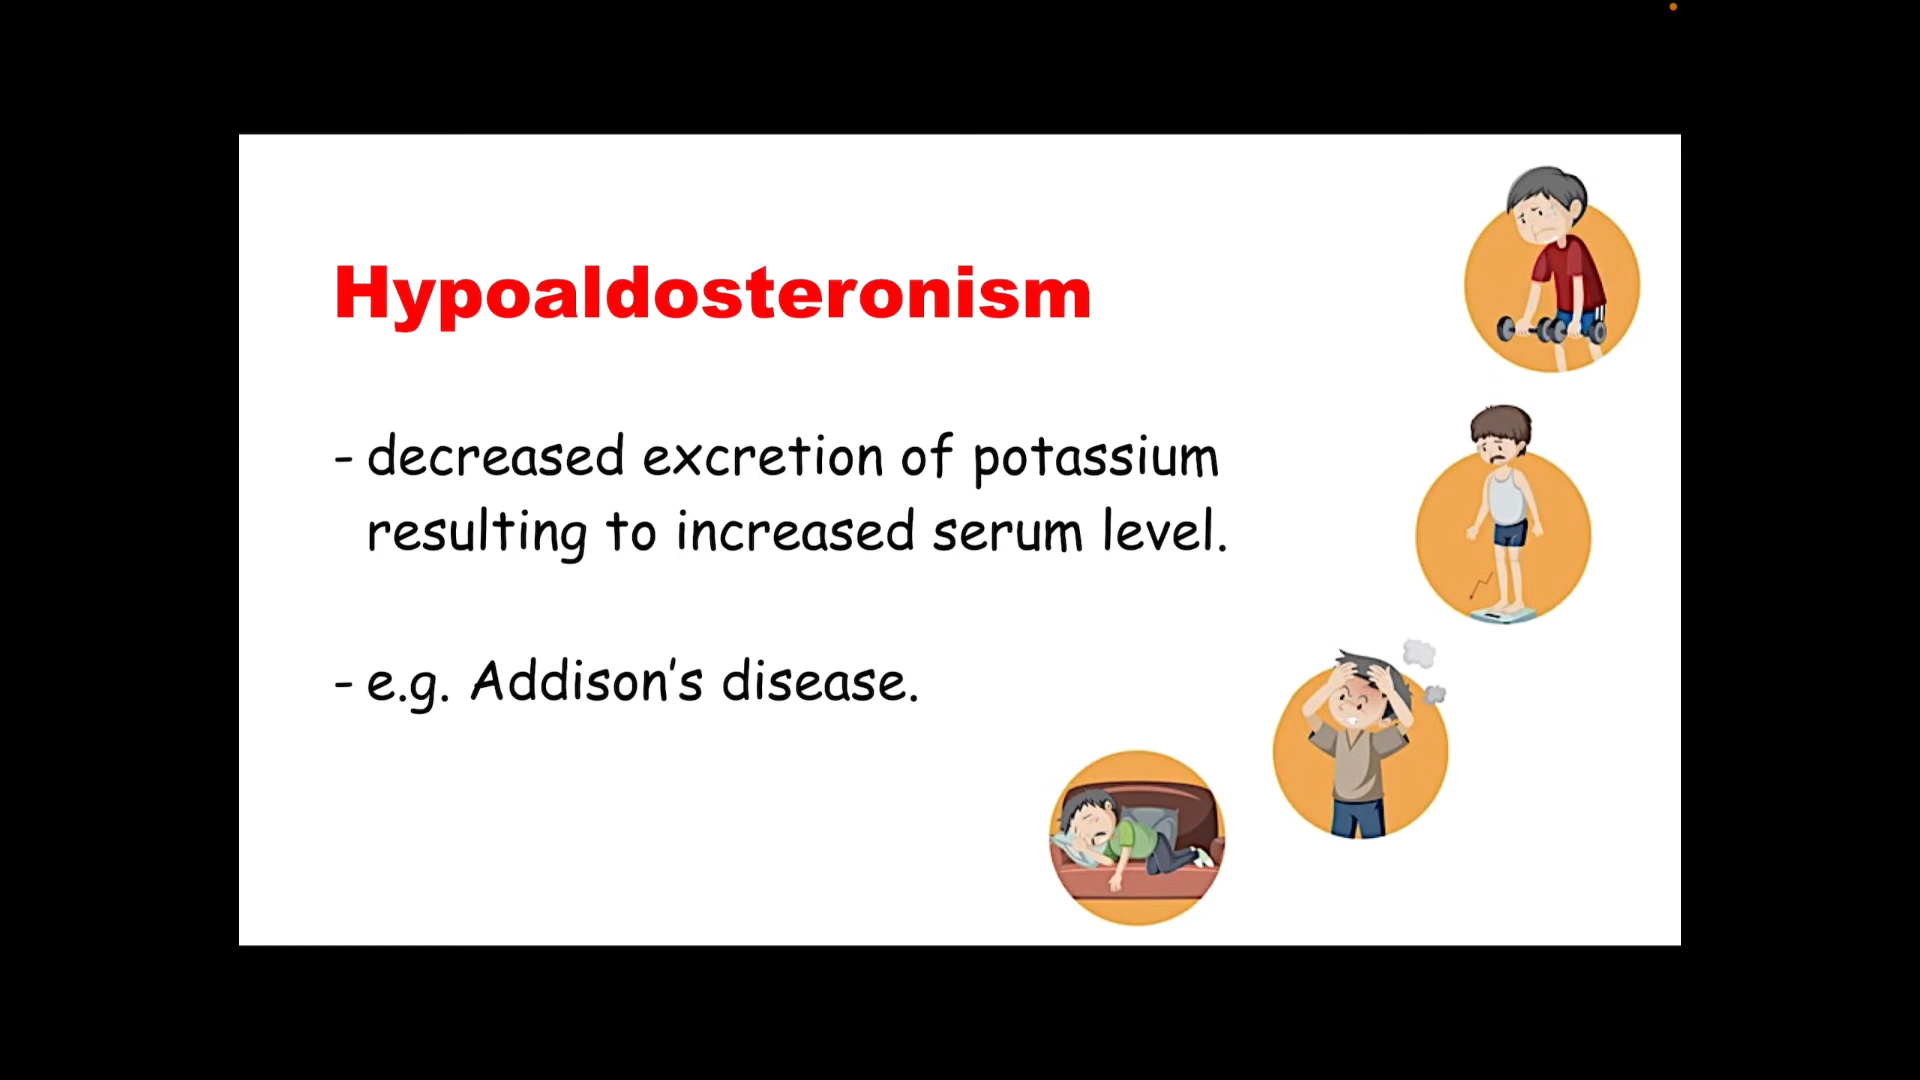 Hypoaldosteronism
- decreased excretion of potassium
resulting to increased serum level.
- e.g. Addison's disease.